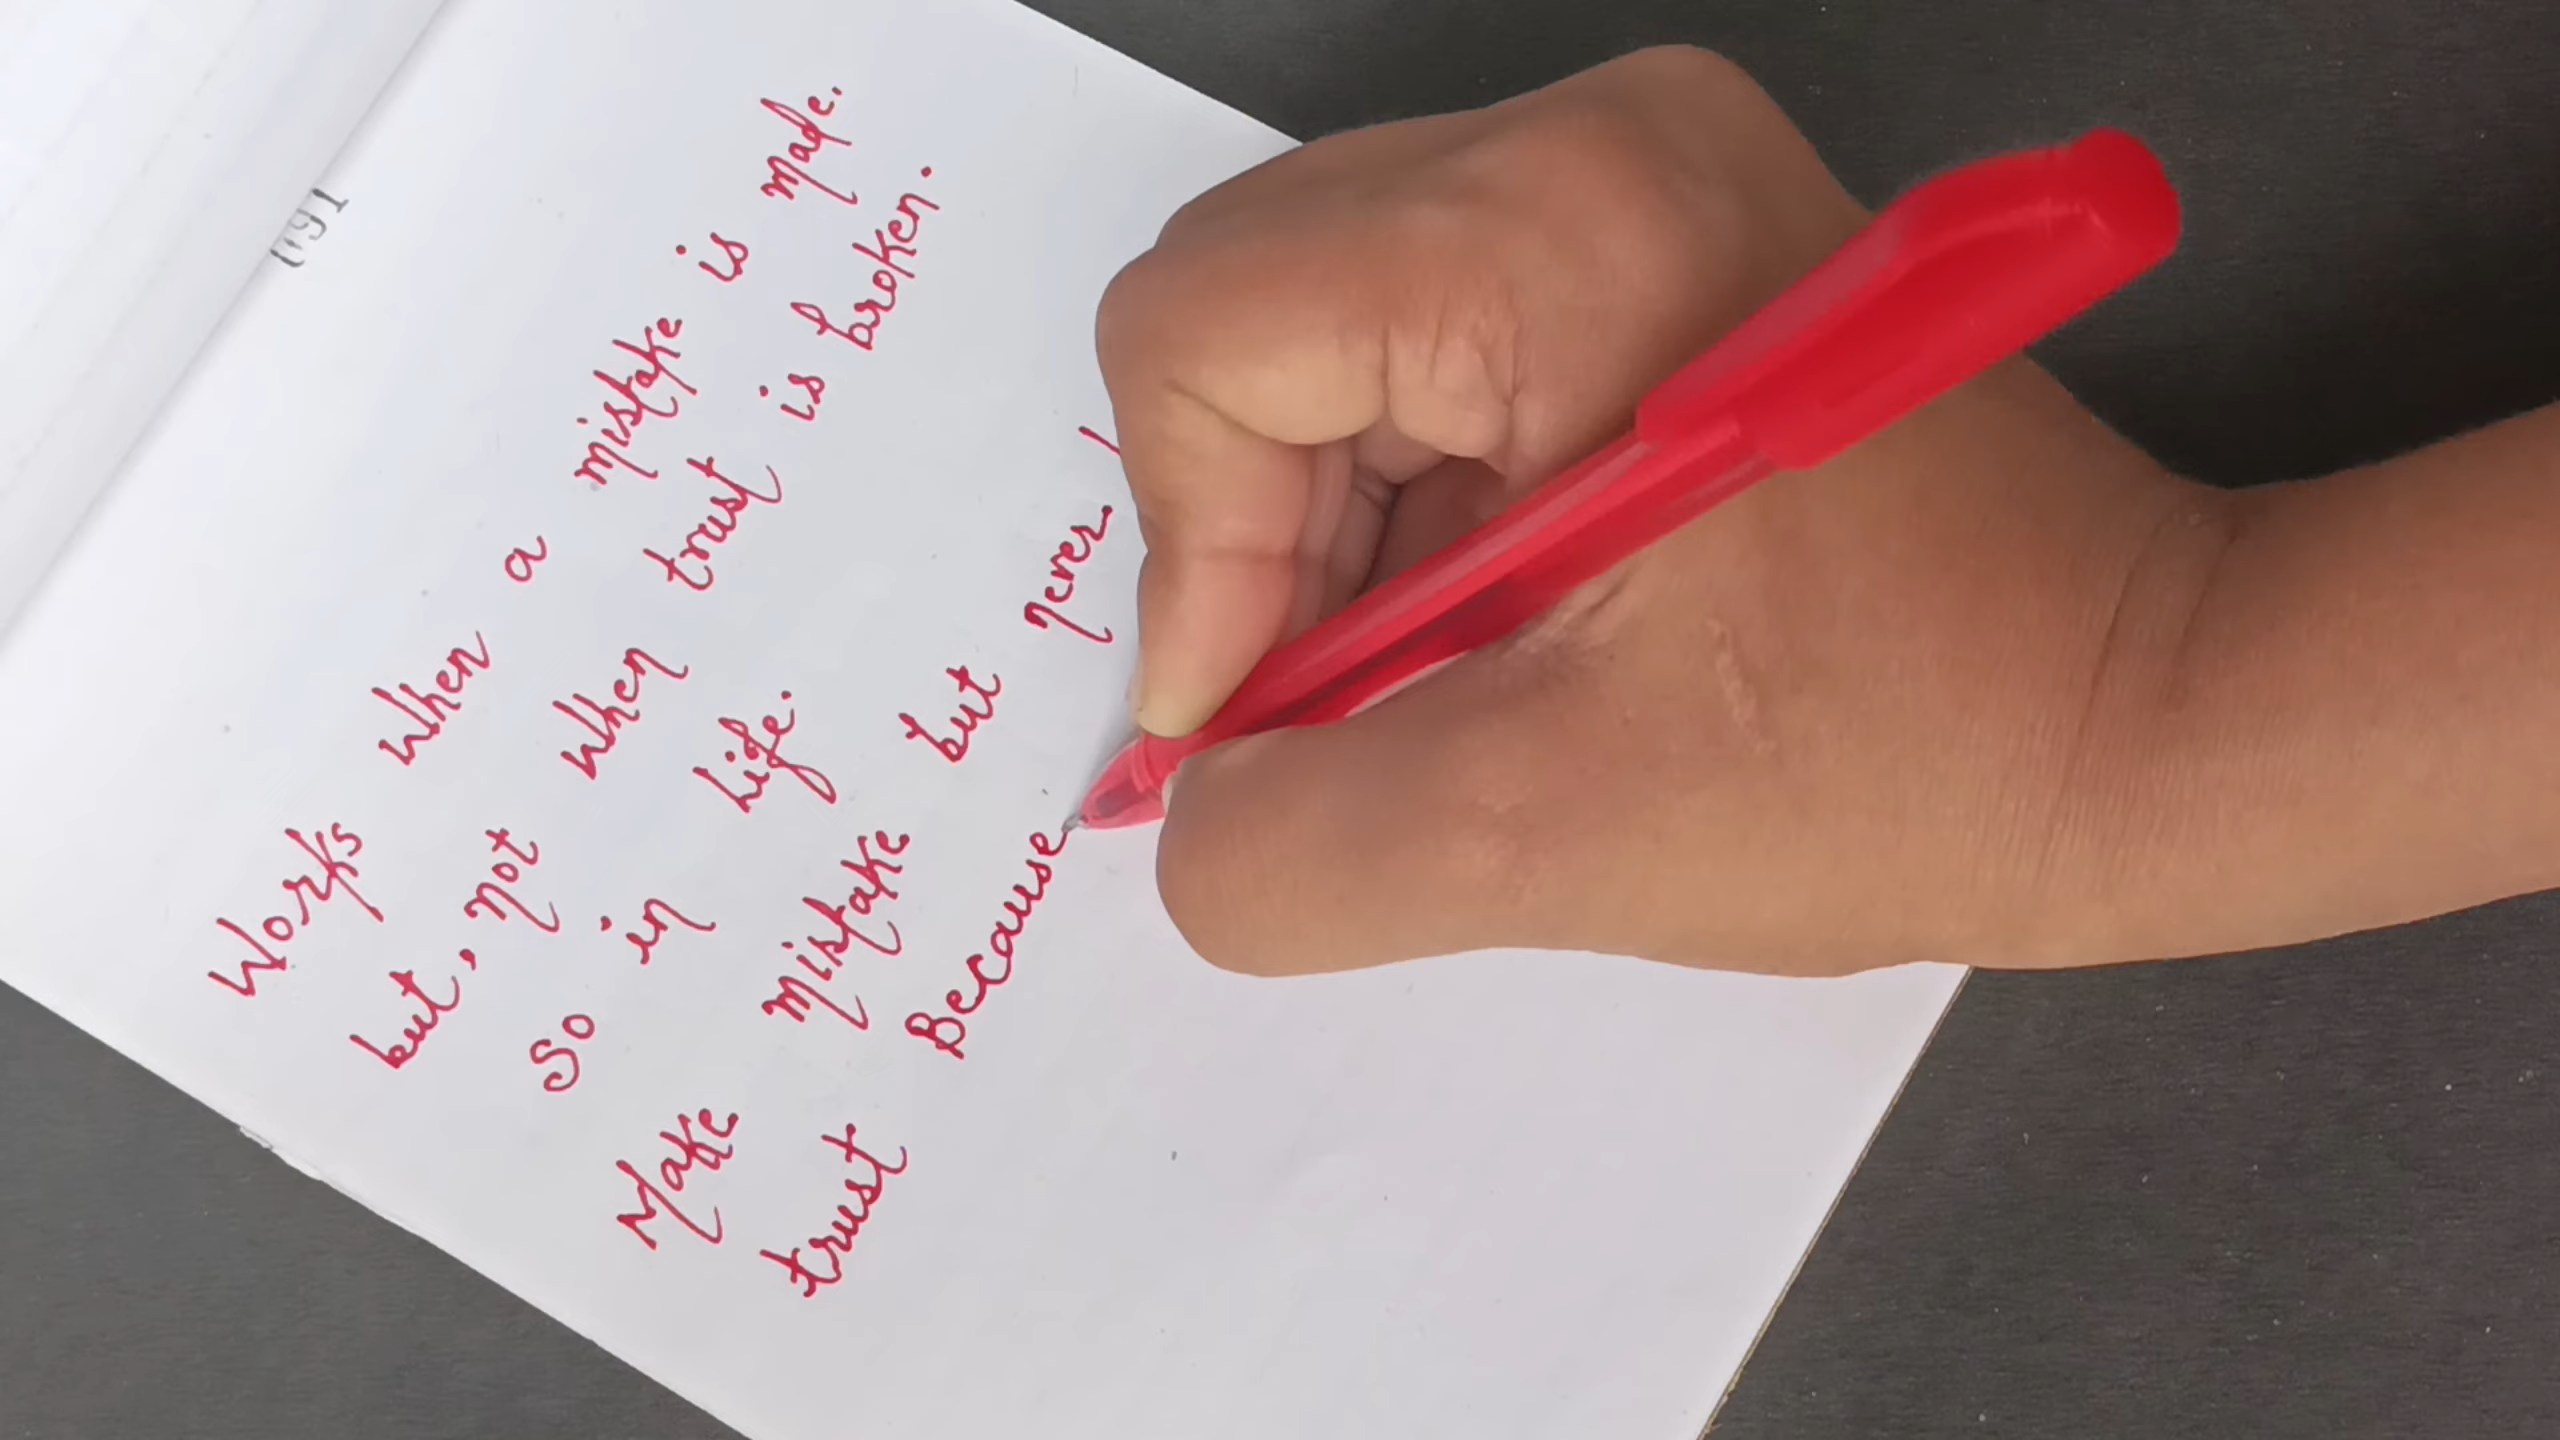 Works when a mistake is made.
but, not when trust is broken.
So in life.
Make mistake but never
trust Because